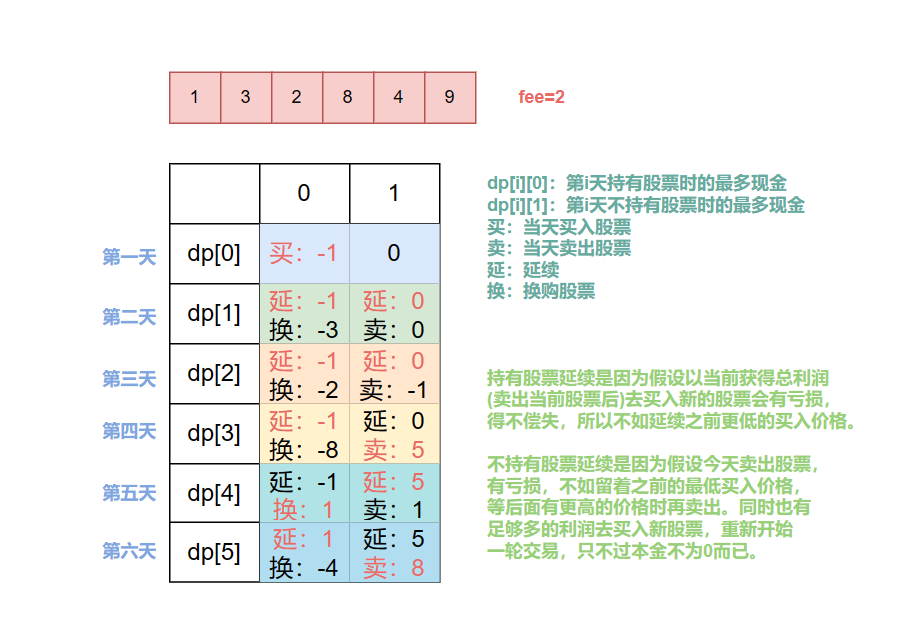 1 3 2 8 4 9 fee=2
0 1
第一天 dp[0] 买：-1 0
第二天 dp[1] 延：-1 延：0
换：-3 卖：0
第三天 dp[2] 延：-1 延：0
换：-2 卖：-1
第四天 dp[3] 延：-1 延：0
换：-8 卖：5
第五天 dp[4] 延：-1 延：5
换：1 卖：1
第六天 dp[5] 延：1 延：5
换：-4 卖：8
dp[i][0]：第i天持有股票时的最多现金
dp[i][1]：第i天不持有股票时的最多现金
买：当天买入股票
卖：当天卖出股票
延：延续
换：换购股票
持有股票延续是因为假设以当前获得总利润
(卖出当前股票后)去买入新的股票会有亏损，
得不偿失，所以不如延续之前更低的买入价格。
不持有股票延续是因为假设今天卖出股票，
有亏损，不如留着之前的最低买入价格，
等后面有更高的价格时再卖出。同时也有
足够多的利润去买入新股票，重新开始
一轮交易，只不过本金不为0而已。